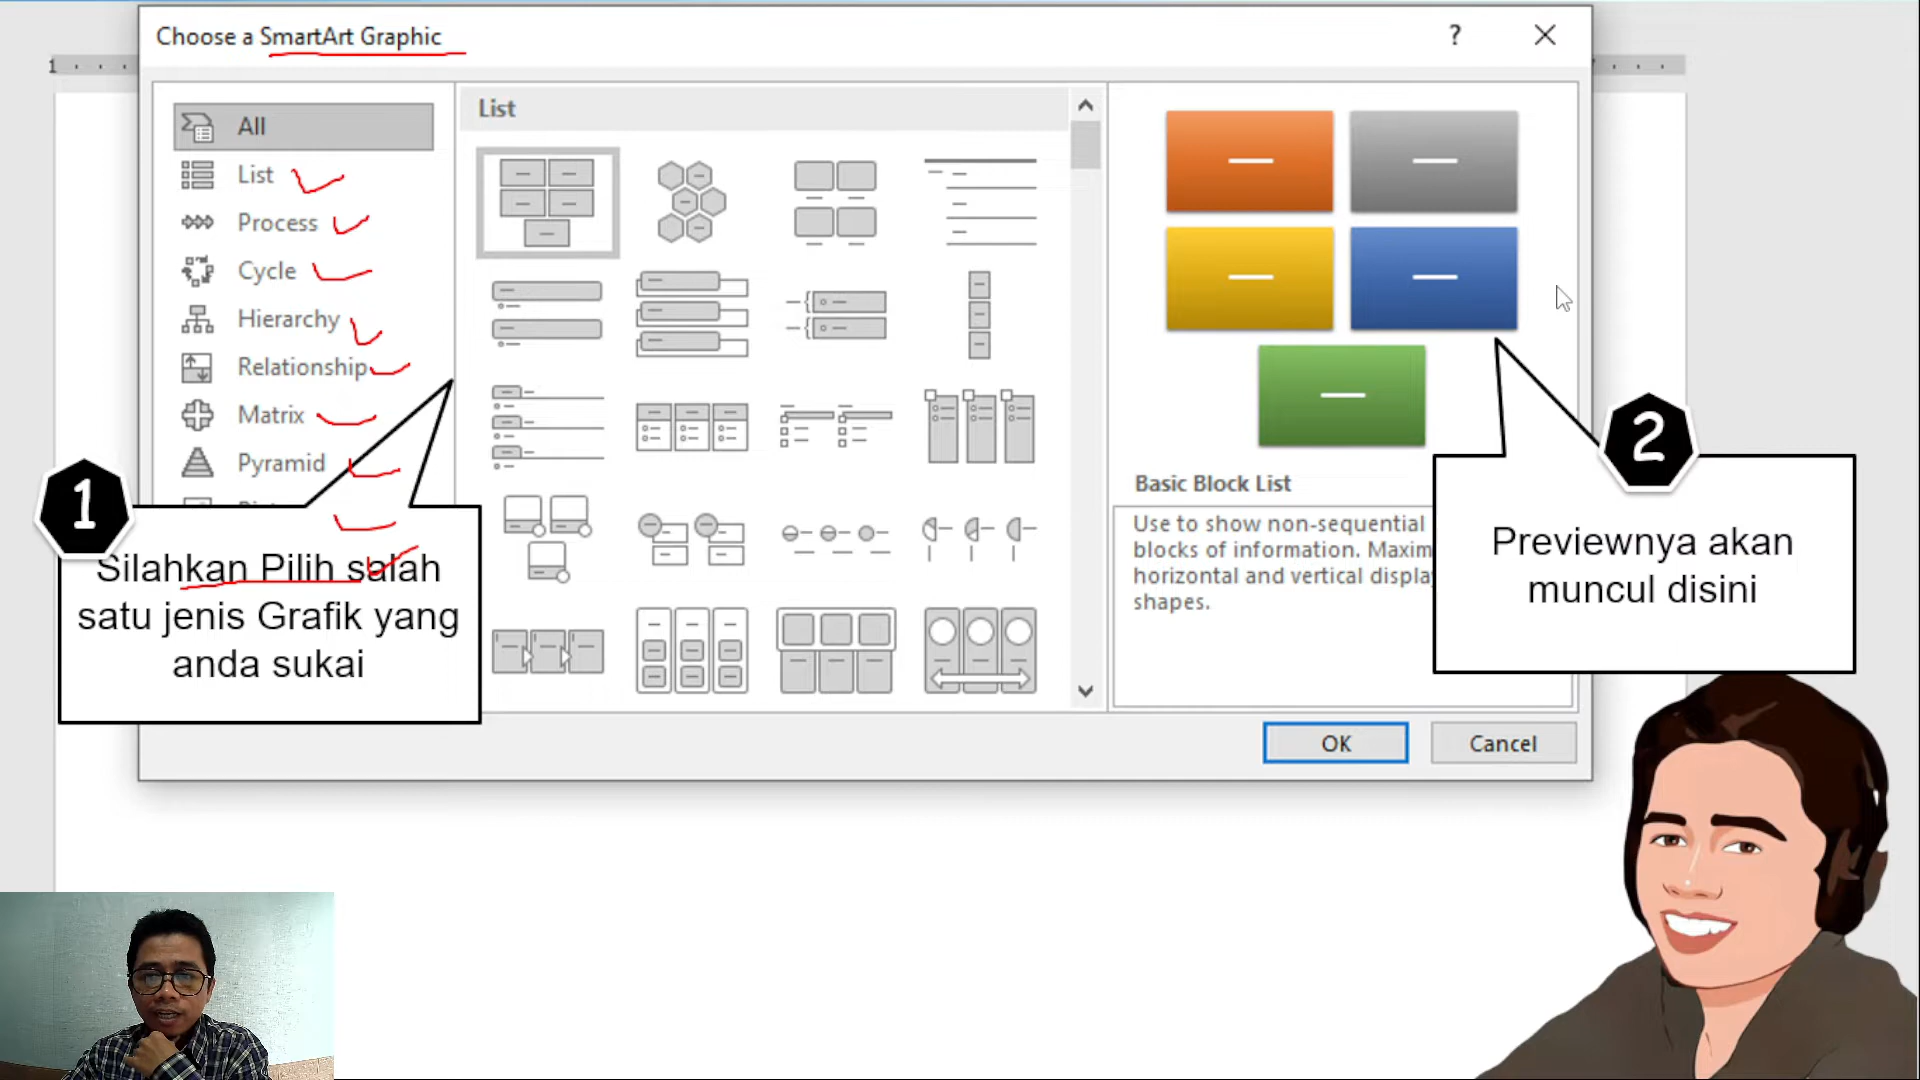 Choose a SmartArt Graphic
?
1
All
List
Process
Cycle
Hierarchy
Relationship
Matrix
Pyramid
List
Basic Block List
Use to show non-sequential
blocks of information.
horizontal and vertical
shapes.
OK
Cancel
1
Silahkan Pilih salah
satu jenis Grafik yang
anda sukai
2
Previewnya akan
muncul disini